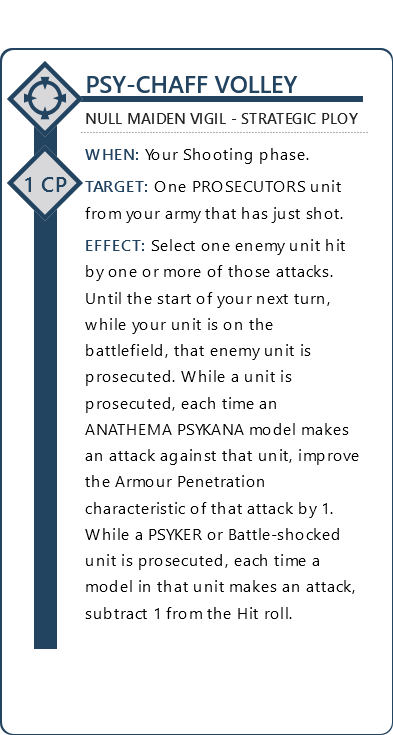 PSY-CHAFF VOLLEY
NULL MAIDEN VIGIL - STRATEGIC PLOY
1 CP
WHEN: Your Shooting phase.
TARGET: One PROSECUTORS unit
from your army that has just shot.
EFFECT: Select one enemy unit hit
by one or more of those attacks.
Until the start of your next turn,
while your unit is on the
battlefield, that enemy unit is
prosecuted. While a unit is
prosecuted, each time an
ANATHEMA PSYKANA model makes
an attack against that unit, improve
the Armour Penetration
characteristic of that attack by 1.
While a PSYKER or Battle-shocked
unit is prosecuted, each time a
model in that unit makes an attack,
subtract 1 from the Hit roll.